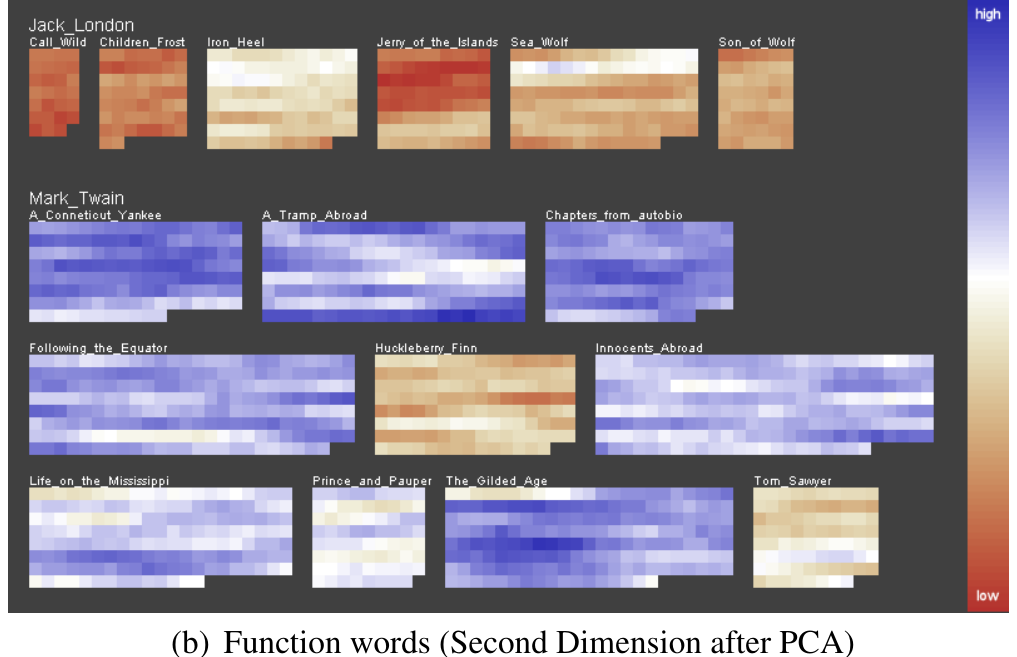 high
Jack_London
Call_Wild Children_Frost Iron_Heel Jerry_of_the_Islands Sea_Wolf Son_of_Wolf
Mark_Twain
A_Conneticut_Yankee A_Tramp_Abroad Chapters_from_autobio
Following_the_Equator Huckleberry_Finn Innocents_Abroad
Life_on_the_Mississippi Prince_and_Pauper The_Gilded_Age Tom_Sawyer
low
(b) Function words (Second Dimension after PCA)